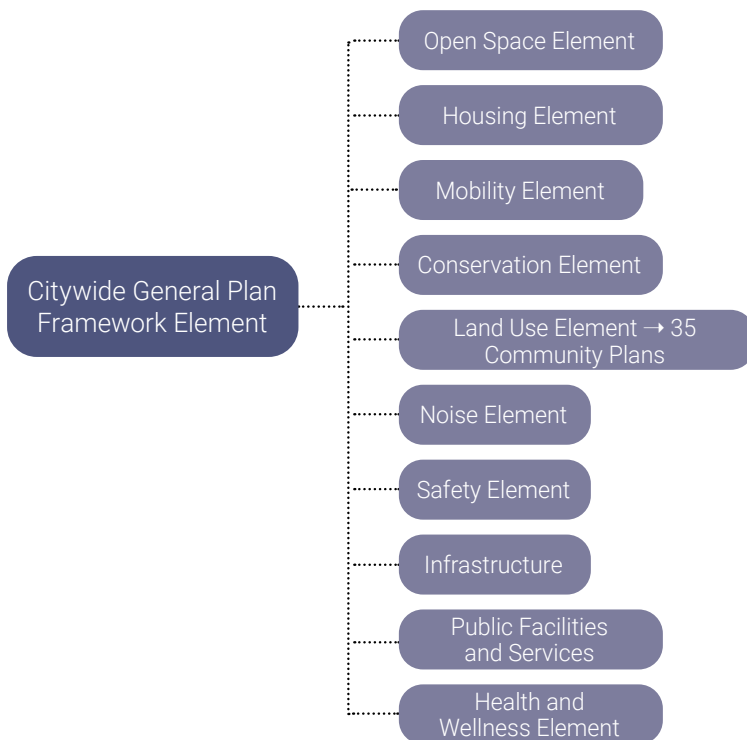 Open Space Element
Housing Element
Mobility Element
Conservation Element
Citywide General Plan
Framework Element
Land Use Element → 35
Community Plans
Noise Element
Safety Element
Infrastructure
Public Facilities
and Services
Health and
Wellness Element